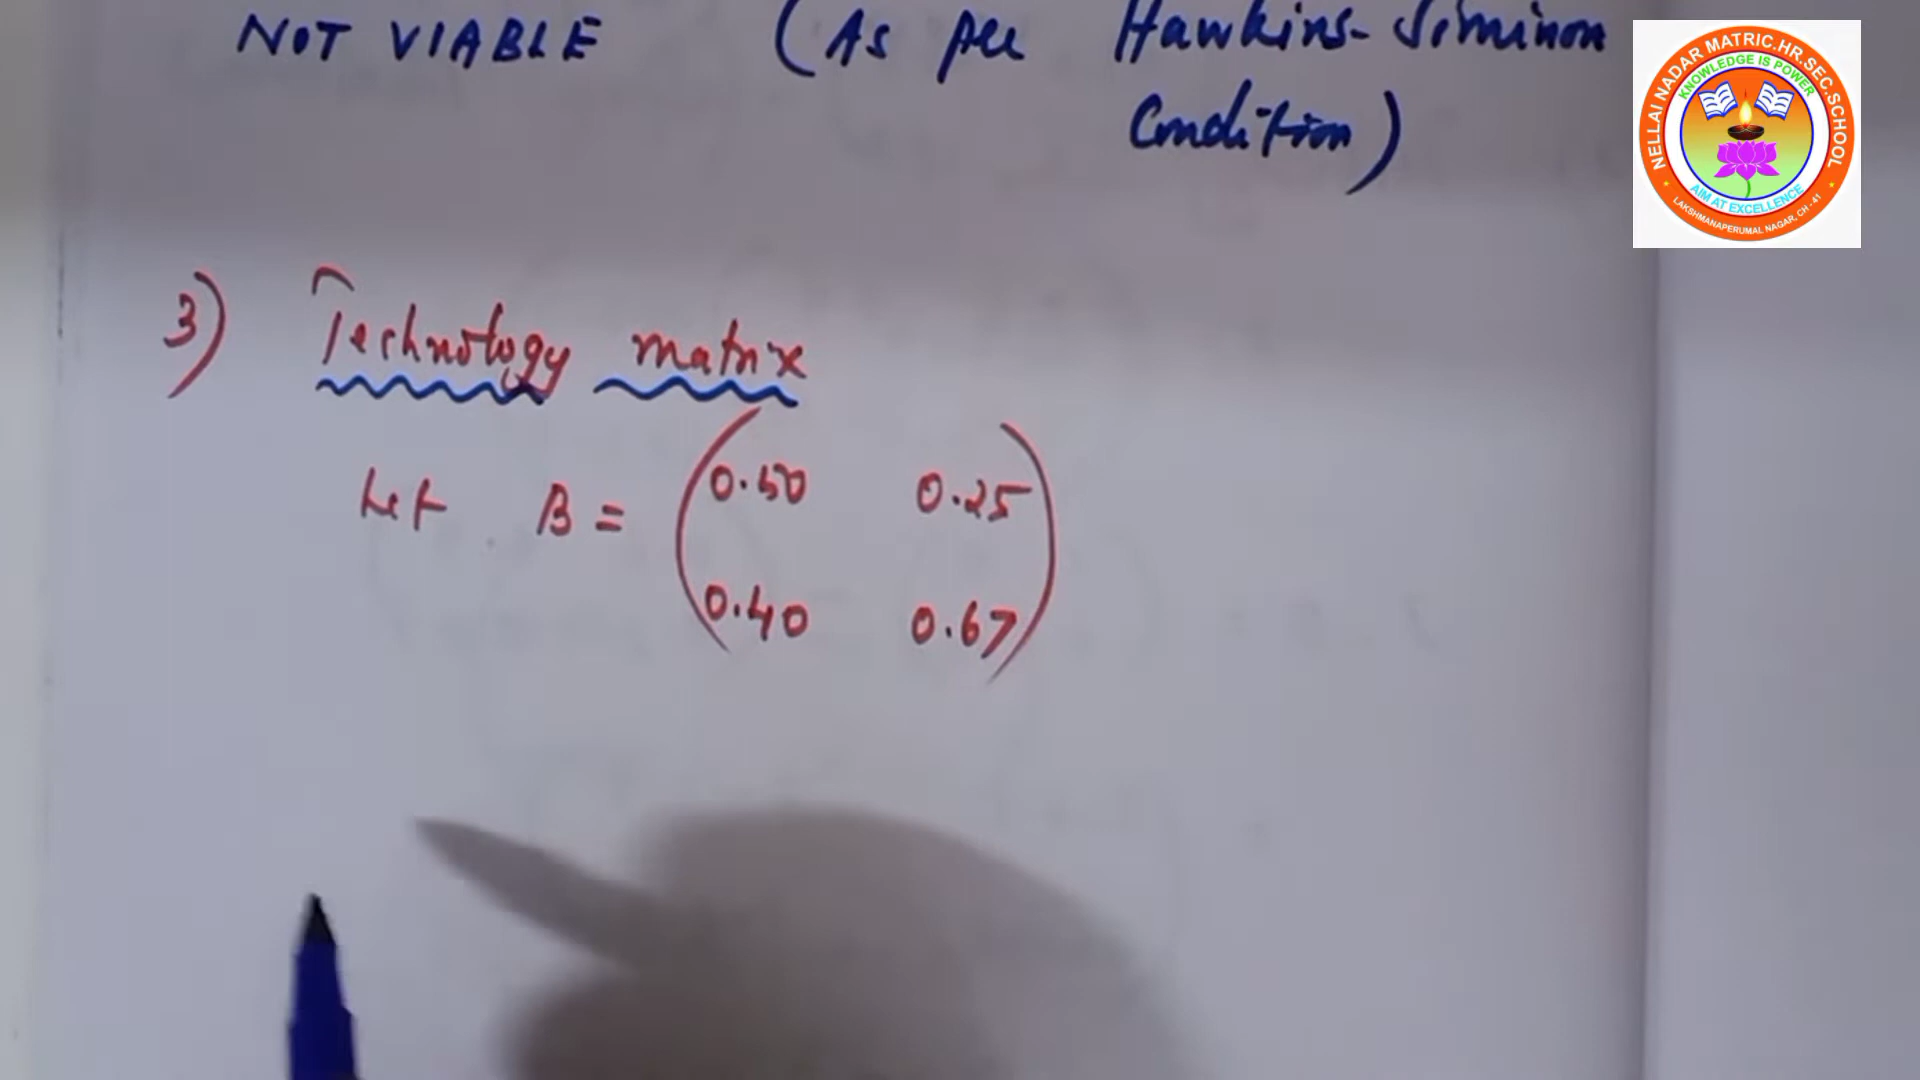 NOT VIABLE (As per Hawkins-Siminon
Condition)
3) Technology matrix
Let B = (0.50 0.25
0.40 0.67)
NELLAI NADAR MATRIC.HR.SEC.SCHOOL
KNOWLEDGE IS POWER
AIM AT EXCELLENCE
LAKSHMANAPERUMAL NAGAR, CH - 41